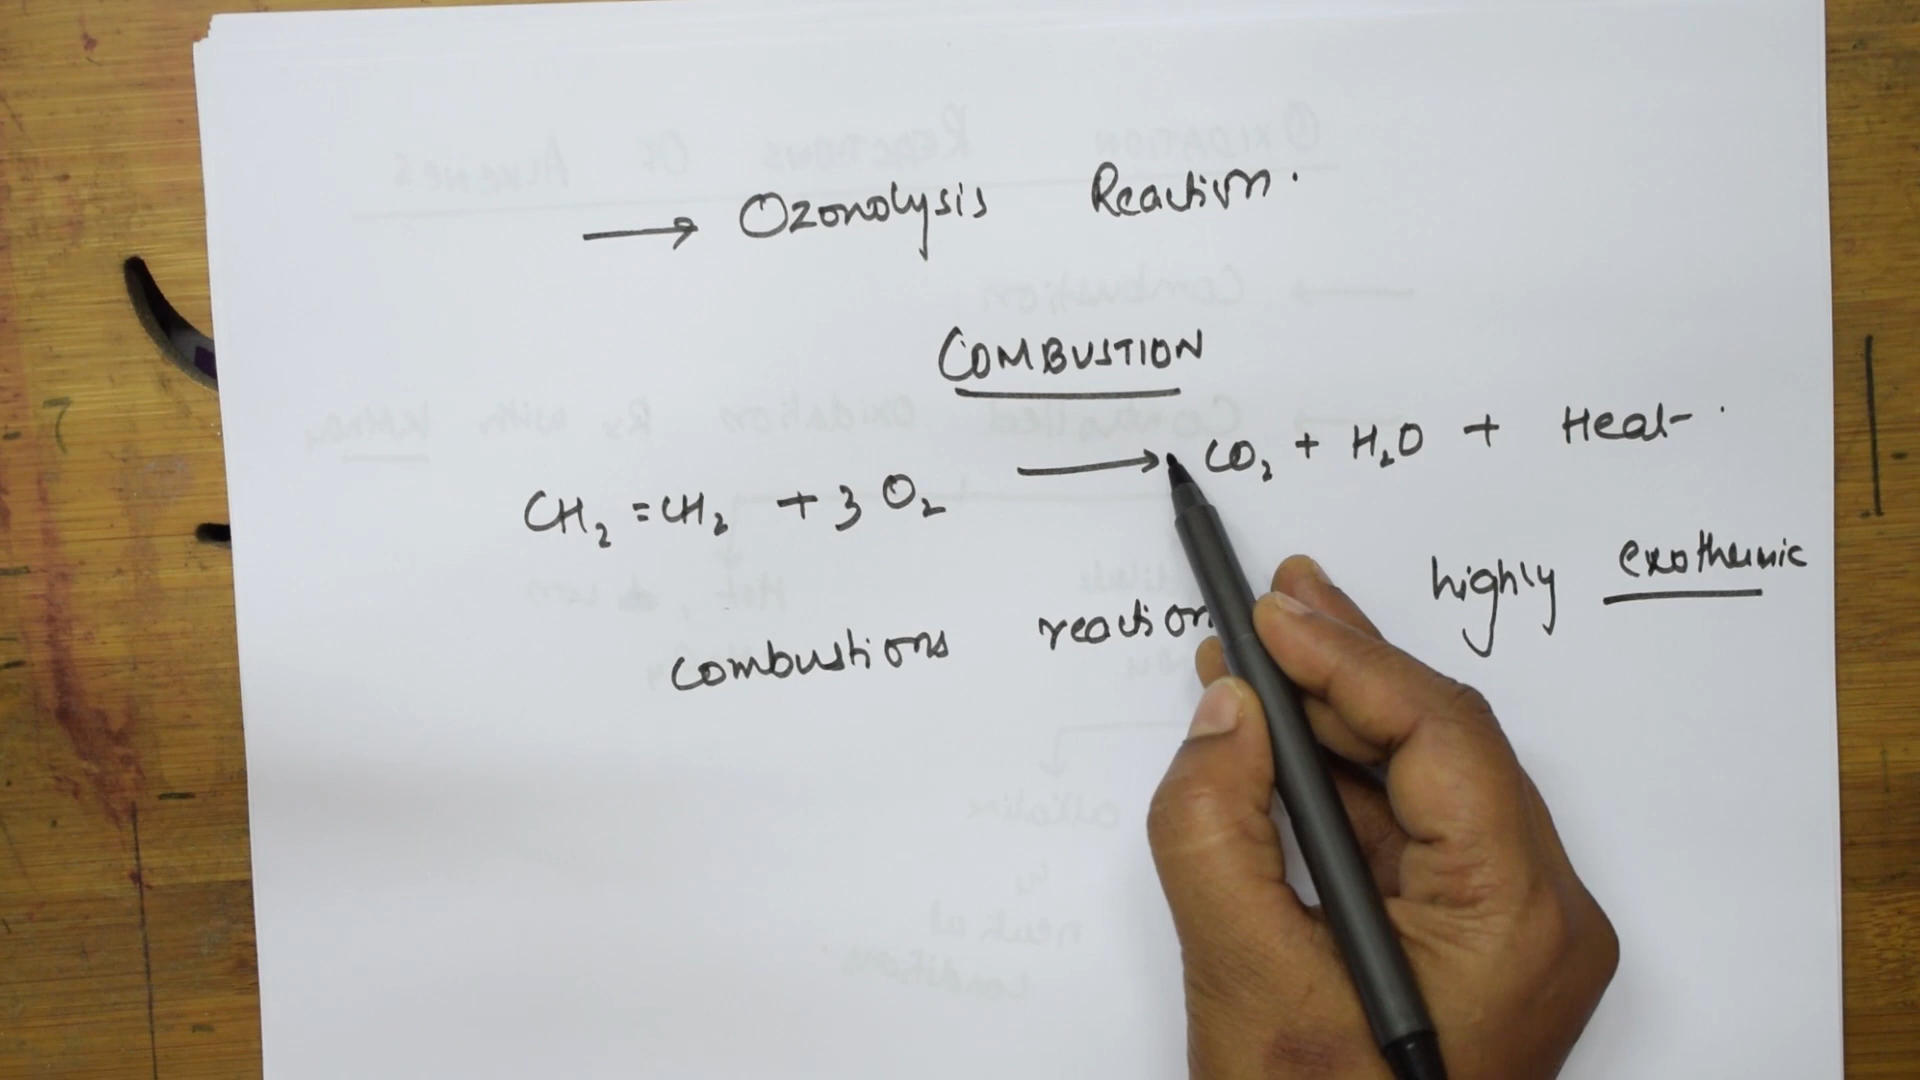 → Ozonolysis Reaction.
COMBUSTION
CH₂=CH₂ + 3 O₂ → CO₂ + H₂O + Heat.
combustions reaction highly exothermic